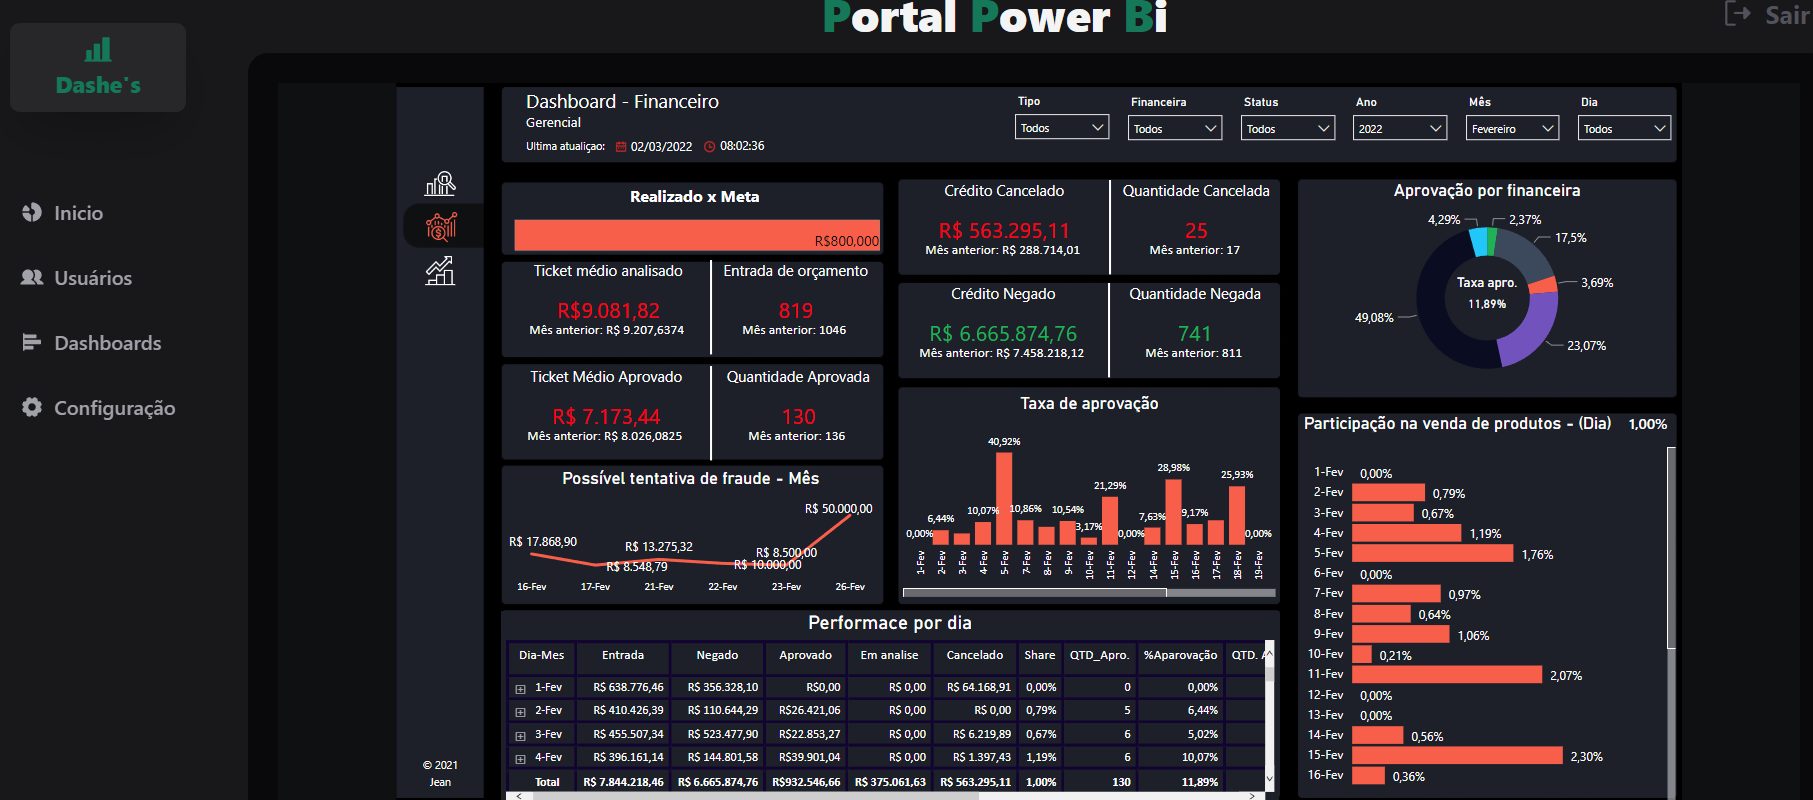 Portal Power Bi
Sair
Dashe's
Inicio
Usuários
Dashboards
Configuração
© 2021
Jean
Dashboard - Financeiro
Gerencial
Ultima atualiçao: 02/03/2022 08:02:36
Tipo Financeira Status Ano Mês Dia
Todos Todos Todos 2022 Fevereiro Todos
Realizado x Meta
R$800,000
Ticket médio analisado
R$9.081,82
Mês anterior: R$ 9.207,6374
Entrada de orçamento
819
Mês anterior: 1046
Ticket Médio Aprovado
R$ 7.173,44
Mês anterior: R$ 8.026,0825
Quantidade Aprovada
130
Mês anterior: 136
Crédito Cancelado
R$ 563.295,11
Mês anterior: R$ 288.714,01
Quantidade Cancelada
25
Mês anterior: 17
Crédito Negado
R$ 6.665.874,76
Mês anterior: R$ 7.458.218,12
Quantidade Negada
741
Mês anterior: 811
Aprovação por financeira
4,29% 2,37%
17,5%
3,69%
23,07%
49,08%
Taxa apro.
11,89%
Possível tentativa de fraude - Mês
R$ 17.868,90
R$ 8.548,79
R$ 13.275,32
R$ 10.000,00
R$ 8.500,00
R$ 50.000,00
16-Fev 17-Fev 21-Fev 22-Fev 23-Fev 26-Fev
Taxa de aprovação
0,00% 6,44% 10,07% 40,92% 10,86% 10,54% 3,17% 21,29% 0,00% 7,63% 28,98% 9,17% 25,93% 0,00%
1-Fev 2-Fev 3-Fev 4-Fev 5-Fev 7-Fev 8-Fev 9-Fev 10-Fev 11-Fev 12-Fev 14-Fev 15-Fev 16-Fev 17-Fev 18-Fev 19-Fev
Participação na venda de produtos - (Dia) 1,00%
1-Fev 0,00%
2-Fev 0,79%
3-Fev 0,67%
4-Fev 1,19%
5-Fev 1,76%
6-Fev 0,00%
7-Fev 0,97%
8-Fev 0,64%
9-Fev 1,06%
10-Fev 0,21%
11-Fev 2,07%
12-Fev 0,00%
13-Fev 0,00%
14-Fev 0,56%
15-Fev 2,30%
16-Fev 0,36%
Performace por dia
Dia-Mes Entrada Negado Aprovado Em analise Cancelado Share QTD_Apro. %Aparovação QTD.
1-Fev R$ 638.776,46 R$ 356.328,10 R$0,00 R$ 0,00 R$ 64.168,91 0,00% 0 0,00%
2-Fev R$ 410.426,39 R$ 110.644,29 R$26.421,06 R$ 0,00 R$ 0,00 0,79% 5 6,44%
3-Fev R$ 455.507,34 R$ 523.477,90 R$22.853,27 R$ 0,00 R$ 6.219,89 0,67% 6 5,02%
4-Fev R$ 396.161,14 R$ 144.801,58 R$39.901,04 R$ 0,00 R$ 1.397,43 1,19% 6 10,07%
Total R$ 7.844.218,46 R$ 6.665.874,76 R$932.546,66 R$ 375.061,63 R$ 563.295,11 1,00% 130 11,89%